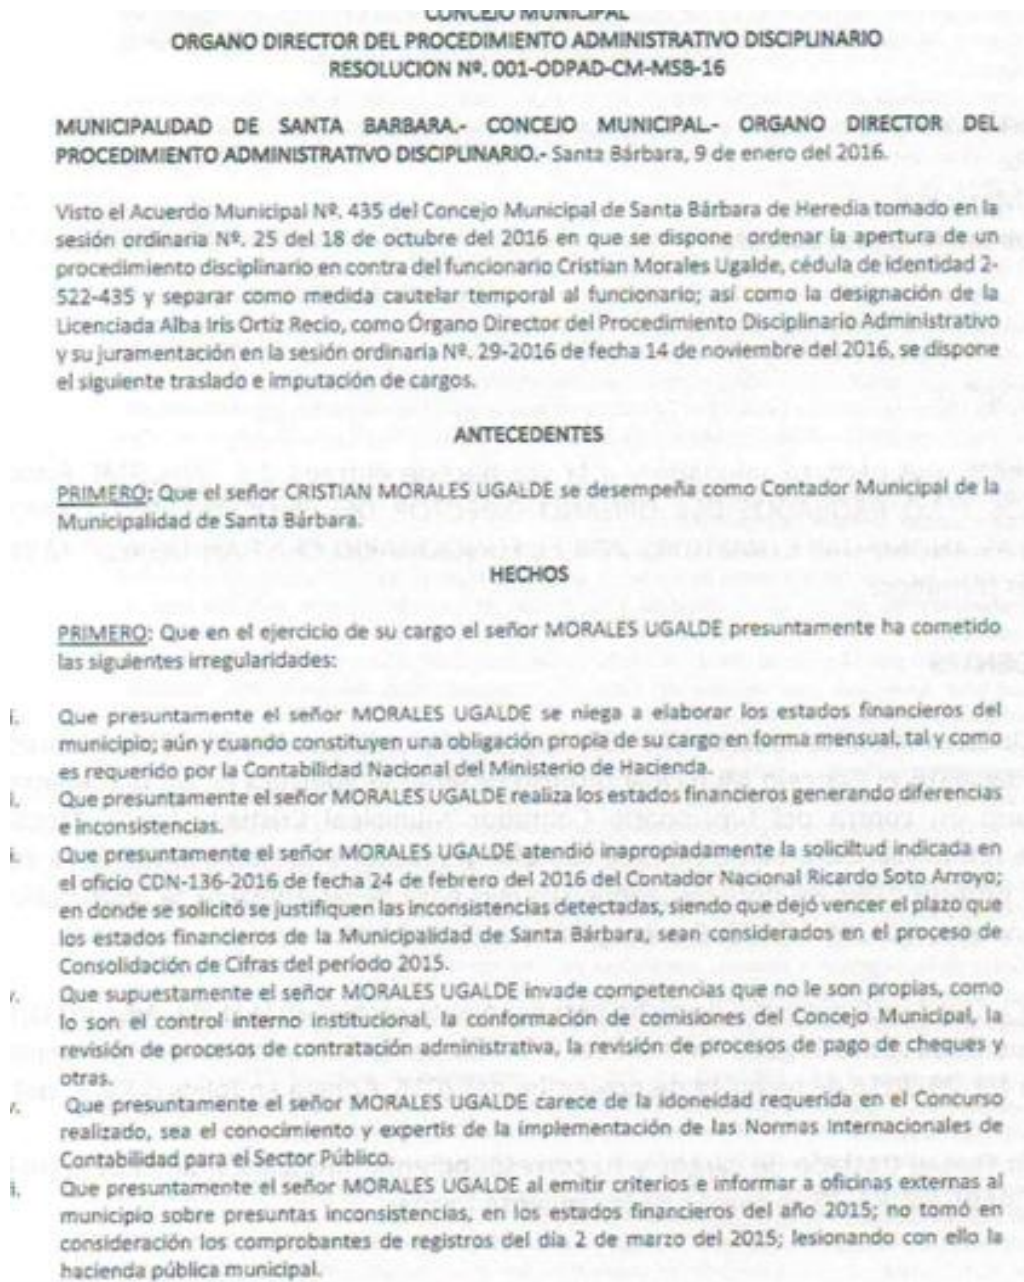 CONCEJO MUNICIPAL
ORGANO DIRECTOR DEL PROCEDIMIENTO ADMINISTRATIVO DISCIPLINARIO
RESOLUCION Nº. 001-ODPAD-CM-MSB-16
MUNICIPALIDAD DE SANTA BARBARA.- CONCEJO MUNICIPAL.- ORGANO DIRECTOR DEL
PROCEDIMIENTO ADMINISTRATIVO DISCIPLINARIO.- Santa Bárbara, 9 de enero del 2016.
Visto el Acuerdo Municipal Nº. 435 del Concejo Municipal de Santa Bárbara de Heredia tomado en la
sesión ordinaria Nº. 25 del 18 de octubre del 2016 en que se dispone ordenar la apertura de un
procedimiento disciplinario en contra del funcionario Cristian Morales Ugalde, cédula de identidad 2-
522-435 y separar como medida cautelar temporal al funcionario; así como la designación de la
Licenciada Alba Iris Ortiz Recio, como Órgano Director del Procedimiento Disciplinario Administrativo
y su juramentación en la sesión ordinaria Nº. 29-2016 de fecha 14 de noviembre del 2016, se dispone
el siguiente traslado e imputación de cargos.
ANTECEDENTES
PRIMERO: Que el señor CRISTIAN MORALES UGALDE se desempeña como Contador Municipal de la
Municipalidad de Santa Bárbara.
HECHOS
PRIMERO: Que en el ejercicio de su cargo el señor MORALES UGALDE presuntamente ha cometido
las siguientes irregularidades:
i. Que presuntamente el señor MORALES UGALDE se niega a elaborar los estados financieros del
municipio; aún y cuando constituyen una obligación propia de su cargo en forma mensual, tal y como
es requerido por la Contabilidad Nacional del Ministerio de Hacienda.
i. Que presuntamente el señor MORALES UGALDE realiza los estados financieros generando diferencias
e inconsistencias.
i. Que presuntamente el señor MORALES UGALDE atendió inapropiadamente la soliciltud indicada en
el oficio CDN-136-2016 de fecha 24 de febrero del 2016 del Contador Nacional Ricardo Soto Arroyo;
en donde se solicitó se justifiquen las inconsistencias detectadas, siendo que dejó vencer el plazo que
los estados financieros de la Municipalidad de Santa Bárbara, sean considerados en el proceso de
Consolidación de Cifras del período 2015.
v. Que supuestamente el señor MORALES UGALDE invade competencias que no le son propias, como
lo son el control interno institucional, la conformación de comisiones del Concejo Municipal, la
revisión de procesos de contratación administrativa, la revisión de procesos de pago de cheques y
otras.
v. Que presuntamente el señor MORALES UGALDE carece de la idoneidad requerida en el Concurso
realizado, sea el conocimiento y expertis de la implementación de las Normas Internacionales de
Contabilidad para el Sector Público.
i. Que presuntamente el señor MORALES UGALDE al emitir criterios e informar a oficinas externas al
municipio sobre presuntas inconsistencias, en los estados financieros del año 2015; no tomó en
consideración los comprobantes de registros del día 2 de marzo del 2015; lesionando con ello la
hacienda pública municipal.